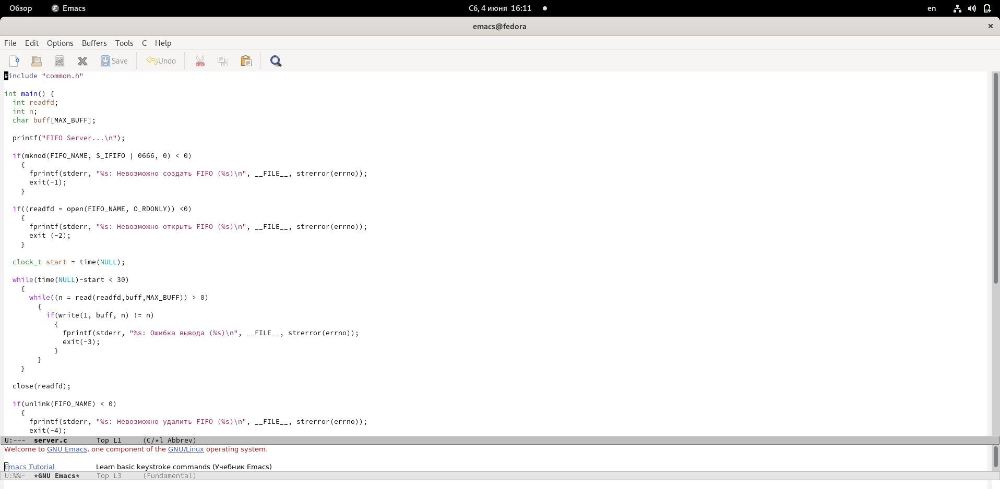 Обзор Emacs Сб, 4 июня 16:11 en
emacs@fedora
File Edit Options Buffers Tools C Help
Save Undo
#include "common.h"
int main() {
  int readfd;
  int n;
  char buff[MAX_BUFF];
  printf("FIFO Server...\n");
  if(mknod(FIFO_NAME, S_IFIFO | 0666, 0) < 0)
    {
      fprintf(stderr, "%s: Невозможно создать FIFO (%s)\n", __FILE__, strerror(errno));
      exit(-1);
    }
  if((readfd = open(FIFO_NAME, O_RDONLY)) <0)
    {
      fprintf(stderr, "%s: Невозможно открыть FIFO (%s)\n", __FILE__, strerror(errno));
      exit (-2);
    }
  clock_t start = time(NULL);
  while(time(NULL)-start < 30)
    {
      while((n = read(readfd,buff,MAX_BUFF)) > 0)
        {
          if(write(1, buff, n) != n)
            {
              fprintf(stderr, "%s: Ошибка вывода (%s)\n", __FILE__, strerror(errno));
              exit(-3);
            }
        }
    }
  close(readfd);
  if(unlink(FIFO_NAME) < 0)
    {
      fprintf(stderr, "%s: Невозможно удалить FIFO (%s)\n", __FILE__, strerror(errno));
      exit(-4);
U:--- server.c Top L1 (C/*l Abbrev)
Welcome to GNU Emacs, one component of the GNU/Linux operating system.
Emacs Tutorial Learn basic keystroke commands (Учебник Emacs)
U:%%- *GNU Emacs* Top L3 (Fundamental)